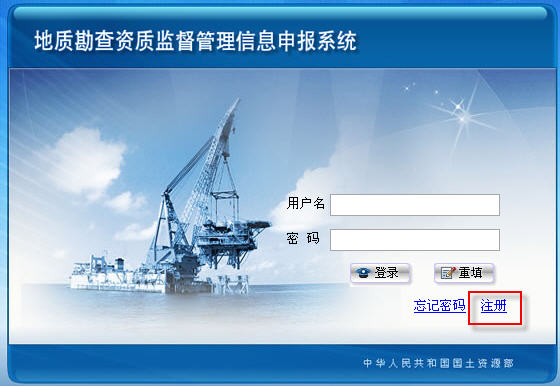 地质勘查资质监督管理信息申报系统
用户名
密 码
登录 重填
忘记密码 注册
中华人民共和国国土资源部